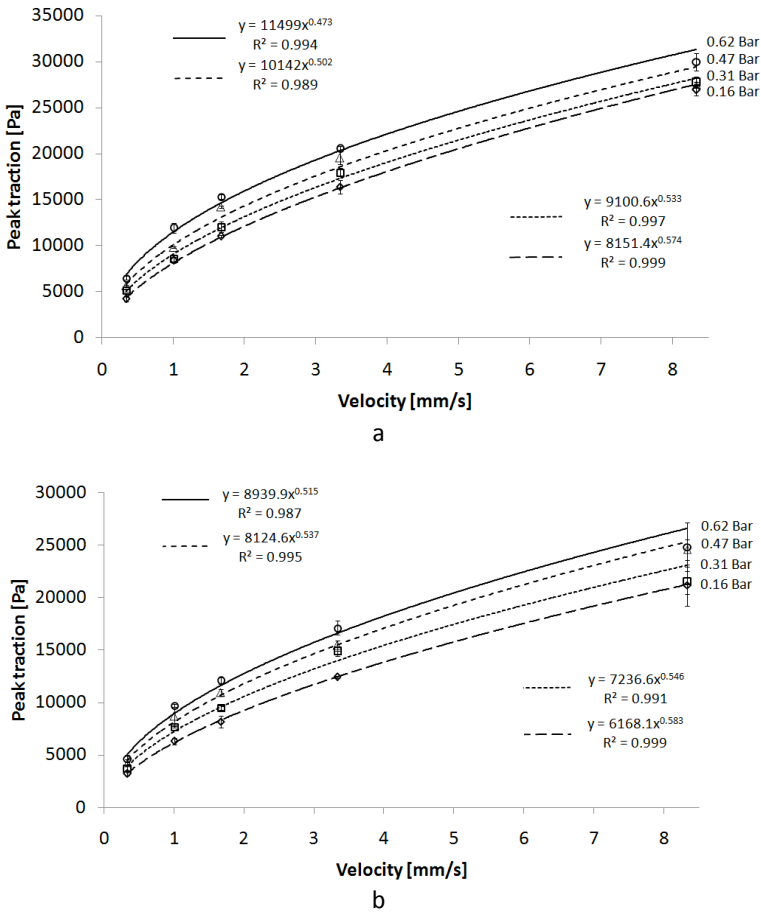 35000
30000
25000
20000
15000
10000
5000
0
Peak traction [Pa]
y = 11499x^0.473
R² = 0.994
y = 10142x^0.502
R² = 0.989
0.62 Bar
0.47 Bar
0.31 Bar
0.16 Bar
y = 9100.6x^0.533
R² = 0.997
y = 8151.4x^0.574
R² = 0.999
0 1 2 3 4 5 6 7 8
Velocity [mm/s]
a
30000
25000
20000
15000
10000
5000
0
Peak traction [Pa]
y = 8939.9x^0.515
R² = 0.987
y = 8124.6x^0.537
R² = 0.995
0.62 Bar
0.47 Bar
0.31 Bar
0.16 Bar
y = 7236.6x^0.546
R² = 0.991
y = 6168.1x^0.583
R² = 0.999
0 1 2 3 4 5 6 7 8
Velocity [mm/s]
b